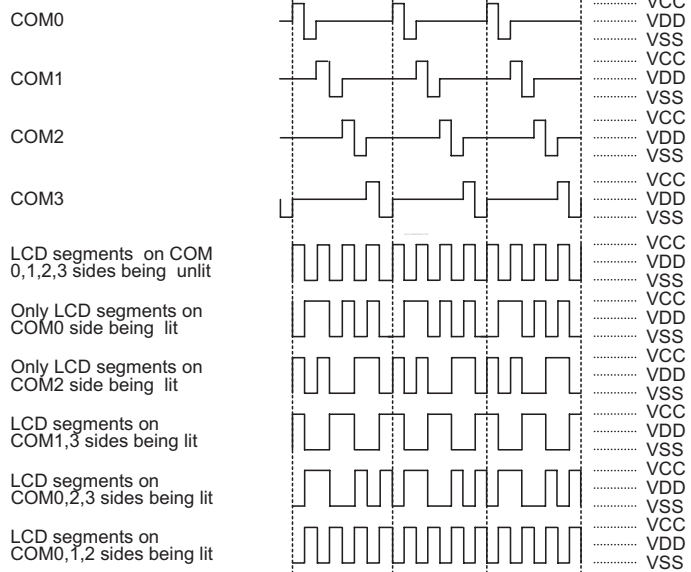 VCC
COM0
VDD
VSS
VCC
COM1
VDD
VSS
VCC
COM2
VDD
VSS
VCC
COM3
VDD
VSS
LCD segments on COM
0,1,2,3 sides being unlit
VCC
VDD
VSS
Only LCD segments on
COM0 side being lit
VCC
VDD
VSS
Only LCD segments on
COM2 side being lit
VCC
VDD
VSS
LCD segments on
COM1,3 sides being lit
VCC
VDD
VSS
LCD segments on
COM0,2,3 sides being lit
VCC
VDD
VSS
LCD segments on
COM0,1,2 sides being lit
VCC
VDD
VSS